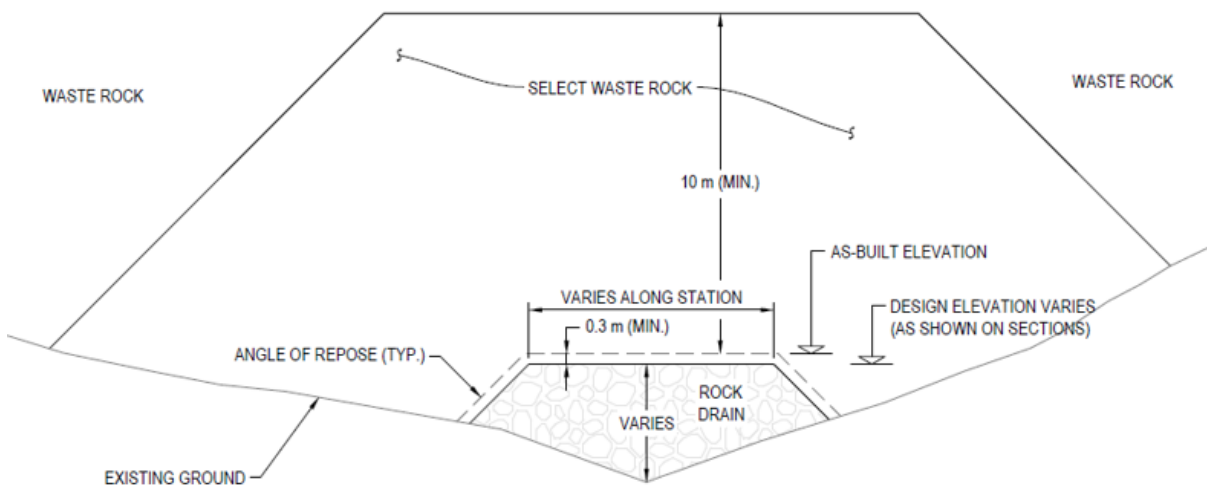 WASTE ROCK
SELECT WASTE ROCK
WASTE ROCK
10 m (MIN.)
AS-BUILT ELEVATION
VARIES ALONG STATION
DESIGN ELEVATION VARIES
(AS SHOWN ON SECTIONS)
0.3 m (MIN.)
ANGLE OF REPOSE (TYP.)
ROCK
DRAIN
VARIES
EXISTING GROUND